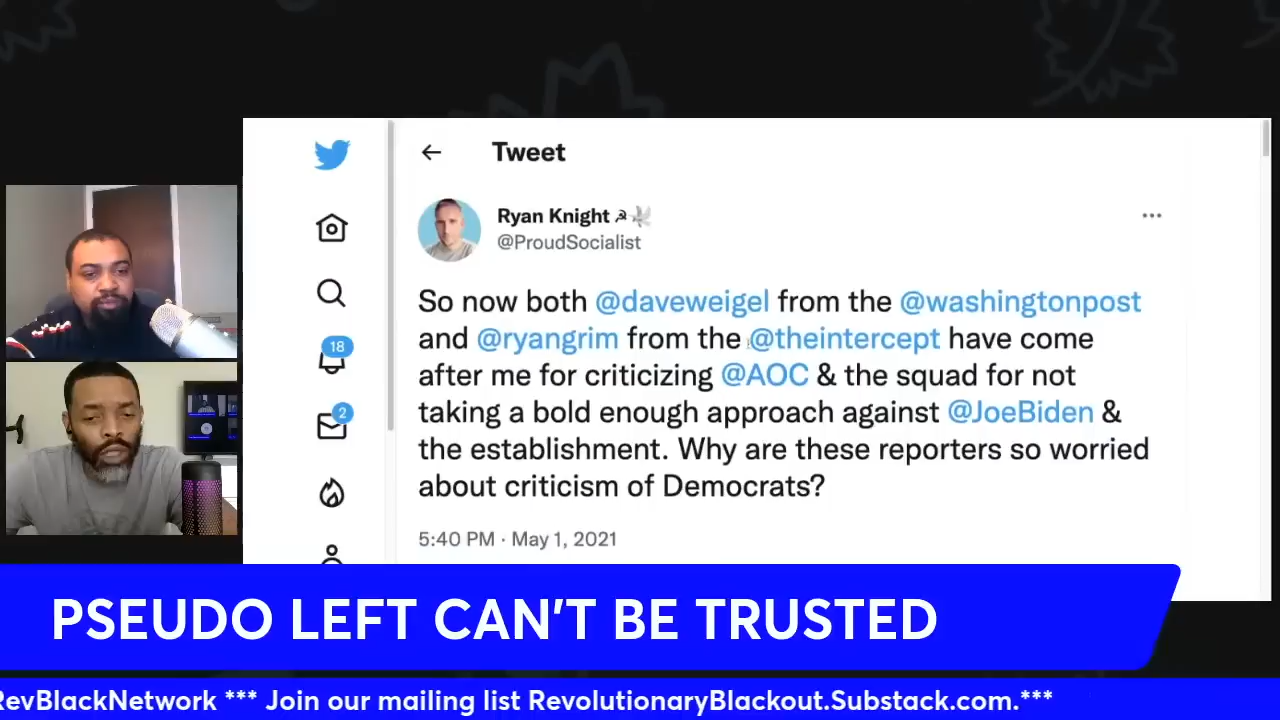 Tweet
Ryan Knight
@ProudSocialist
So now both @daveweigel from the @washingtonpost
and @ryangrim from the @theintercept have come
after me for criticizing @AOC & the squad for not
taking a bold enough approach against @JoeBiden &
the establishment. Why are these reporters so worried
about criticism of Democrats?
5:40 PM · May 1, 2021
18
2
PSEUDO LEFT CAN'T BE TRUSTED
RevBlackNetwork *** Join our mailing list RevolutionaryBlackout.Substack.com.***